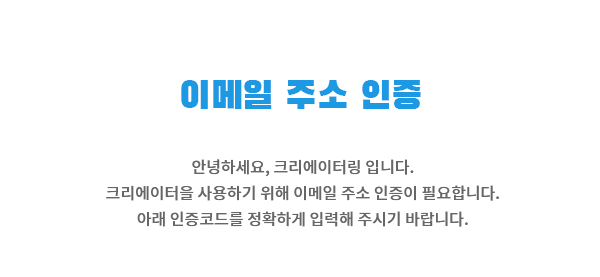 이메일 주소 인증
안녕하세요, 크리에이터링 입니다.
크리에이터을 사용하기 위해 이메일 주소 인증이 필요합니다.
아래 인증코드를 정확하게 입력해 주시기 바랍니다.